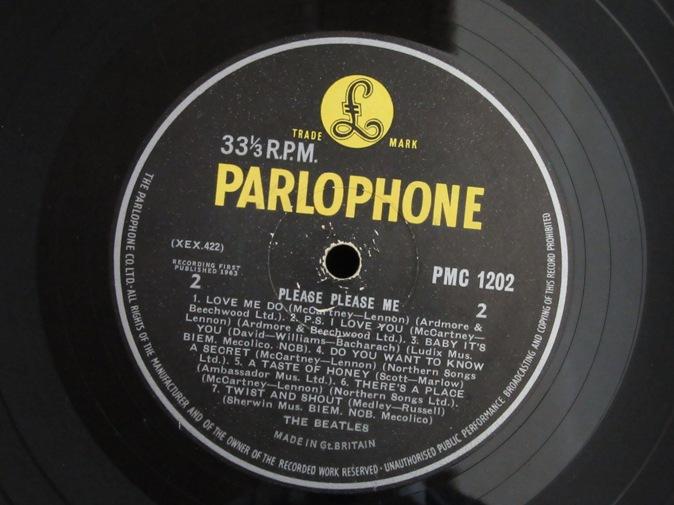 TRADE MARK
33⅓ R.P.M.
PARLOPHONE
(XEX.422)
RECORDING FIRST
PUBLISHED 1963
PMC 1202
2
2
PLEASE PLEASE ME
1. LOVE ME DO (McCartney—Lennon) (Ardmore &
Beechwood Ltd.). 2. P.S. I LOVE YOU (McCartney—
Lennon) (Ardmore & Beechwood Ltd.). 3. BABY IT'S
YOU (David—Williams—Bacharach) (Ludix Mus.
BIEM. Mecolico. NCB). 4. DO YOU WANT TO KNOW
A SECRET (McCartney—Lennon) (Northern Songs
Ltd.). 5. A TASTE OF HONEY (Scott—Marlow)
(Ambassador Mus. Ltd.). 6. THERE'S A PLACE
(McCartney—Lennon) (Northern Songs Ltd.).
7. TWIST AND SHOUT (Medley—Russell)
(Sherwin Mus. BIEM. NCB. Mecolico)
THE BEATLES
MADE IN Gt. BRITAIN
THE PARLOPHONE CO. LTD. · ALL RIGHTS OF THE MANUFACTURER AND OF THE OWNER OF THE RECORDED WORK RESERVED · UNAUTHORISED PUBLIC PERFORMANCE BROADCASTING AND COPYING OF THIS RECORD PROHIBITED